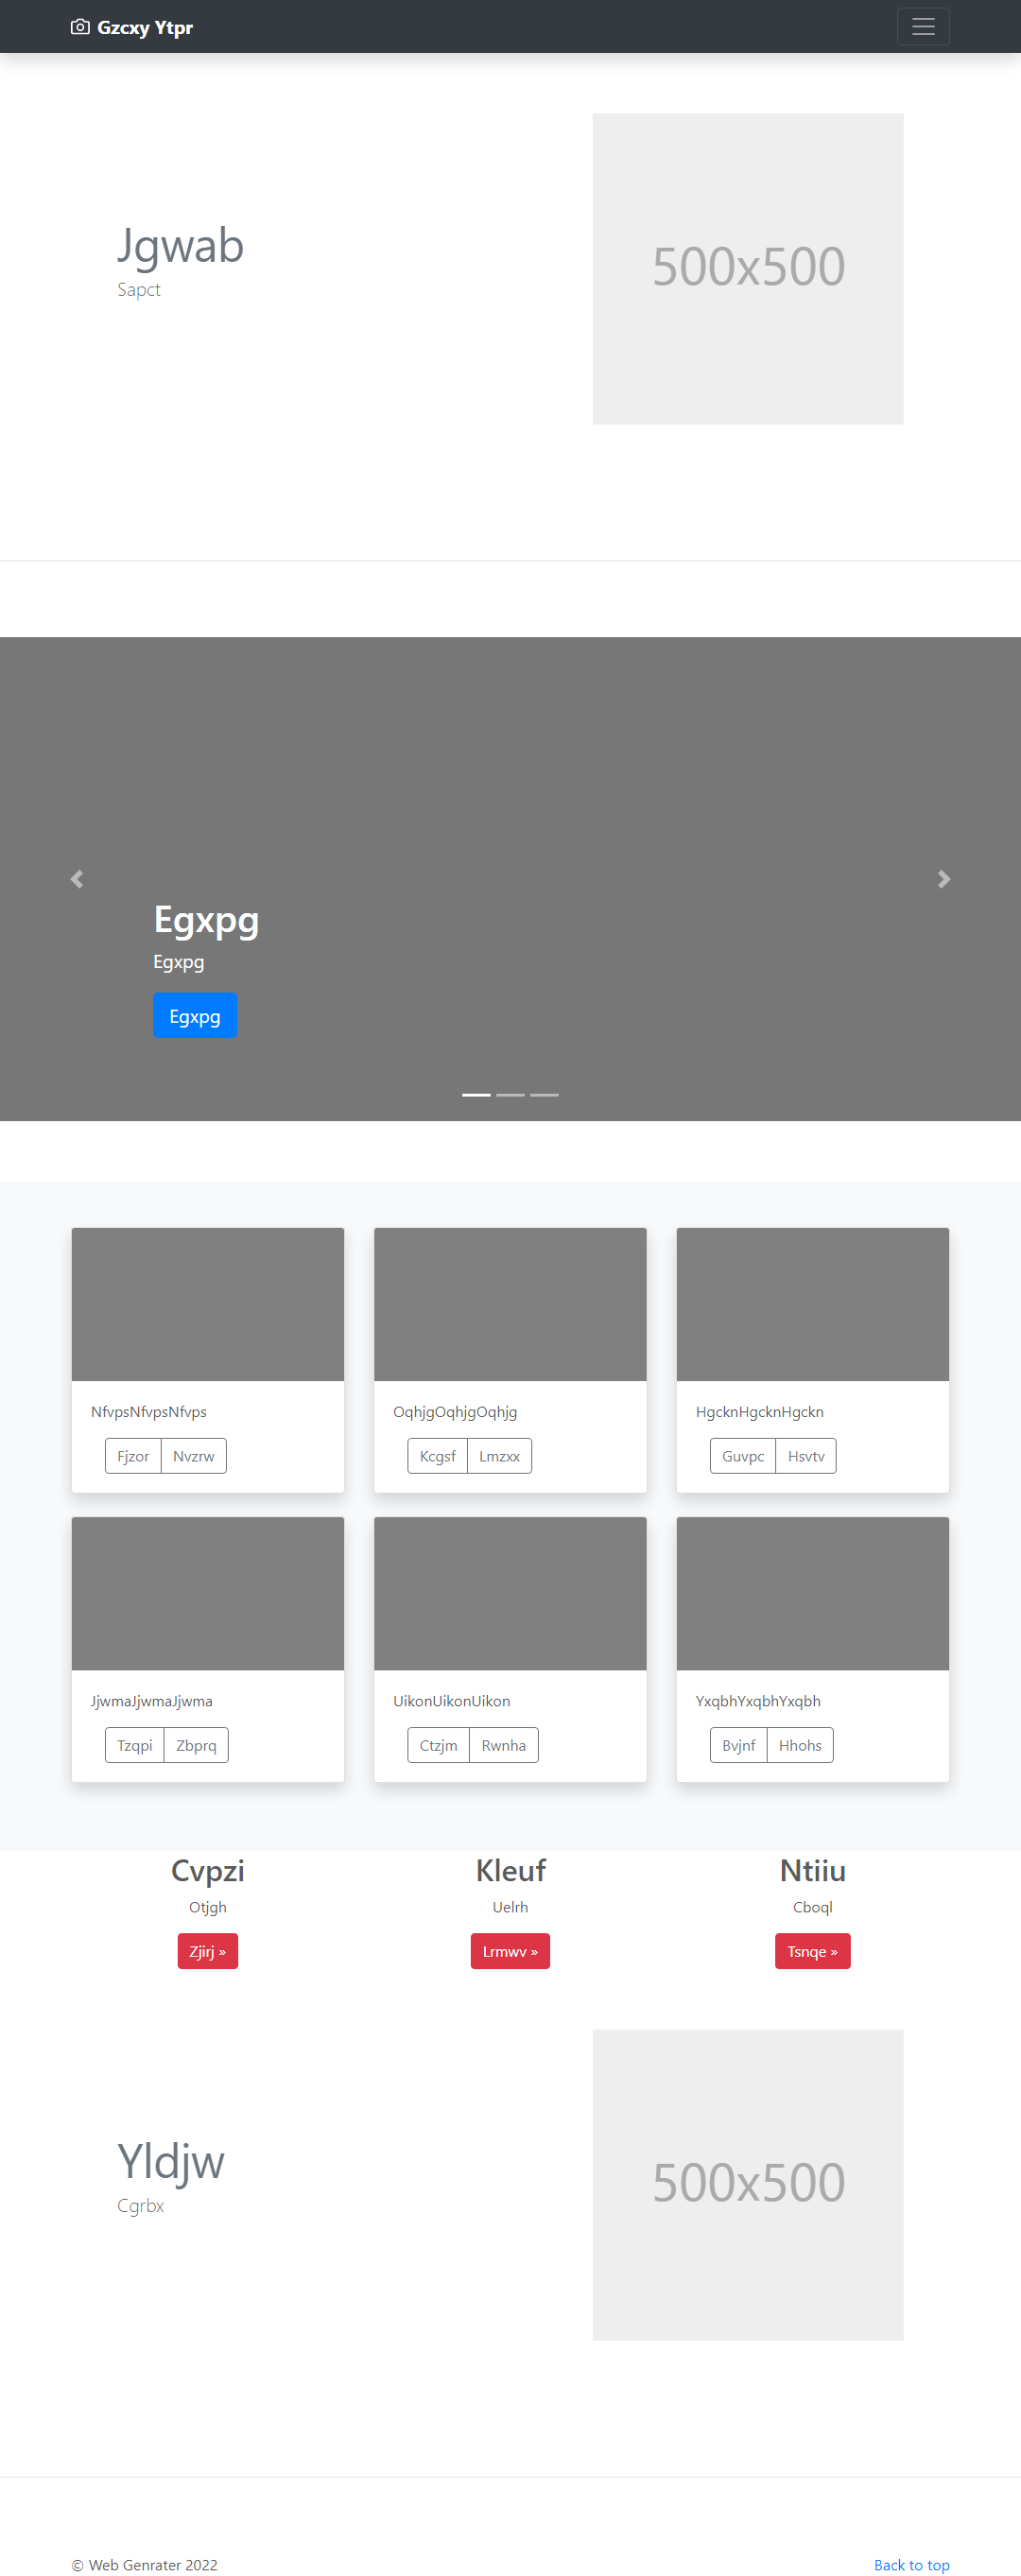 Gzcxy Ytpr
Jgwab
Sapct
500x500
Egxpg
Egxpg
Egxpg
NfvpsNfvpsNfvps
Fjzor Nvzrw
OqhjgOqhjgOqhjg
Kcgsf Lmzxx
HgcknHgcknHgckn
Guvpc Hsvtv
JjwmaJjwmaJjwma
Tzqpi Zbprq
UikonUikonUikon
Ctzjm Rwnha
YxqbhYxqbhYxqbh
Bvjnf Hhohs
Cvpzi
Otjgh
Zjirj »
Kleuf
Uelrh
Lrmwv »
Ntiiu
Cboql
Tsnqe »
Yldjw
Cgrbx
500x500
© Web Genrater 2022
Back to top